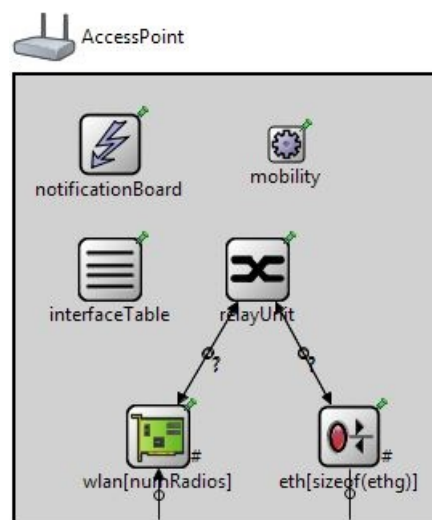 AccessPoint
notificationBoard
mobility
interfaceTable
relayUnit
?
?
#
#
wlan[numRadios]
eth[sizeof(ethg)]